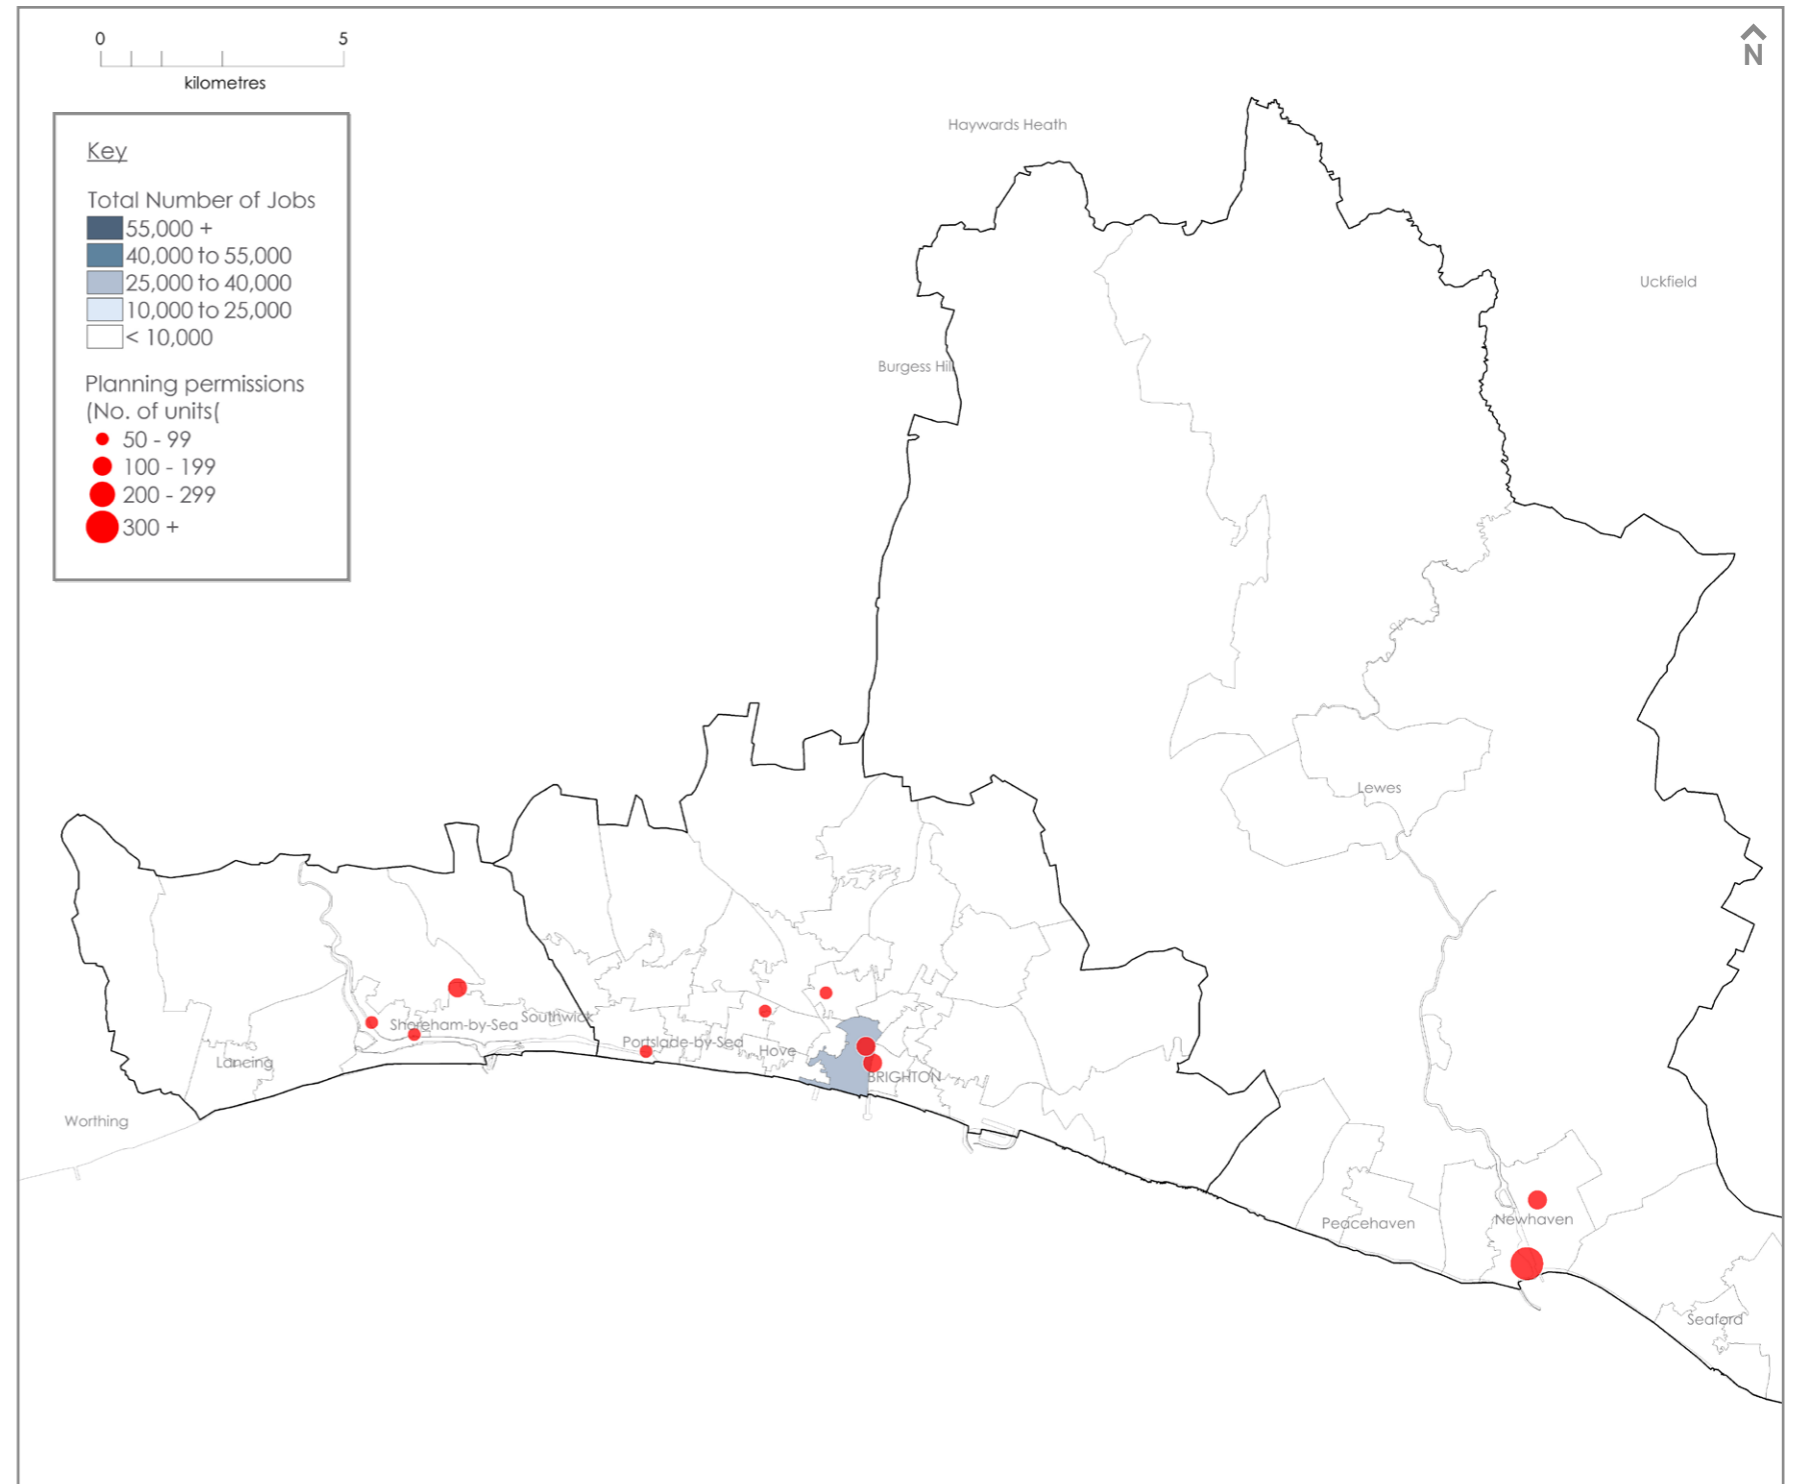 0 5
kilometres
N
Key
Total Number of Jobs
55,000 +
40,000 to 55,000
25,000 to 40,000
10,000 to 25,000
< 10,000
Planning permissions
(No. of units(
50 - 99
100 - 199
200 - 299
300 +
Haywards Heath
Uckfield
Burgess Hill
Lewes
Shoreham-by-Sea
Southwick
Portslade-by-Sea
Hove
Lancing
BRIGHTON
Worthing
Peacehaven
Newhaven
Seaford